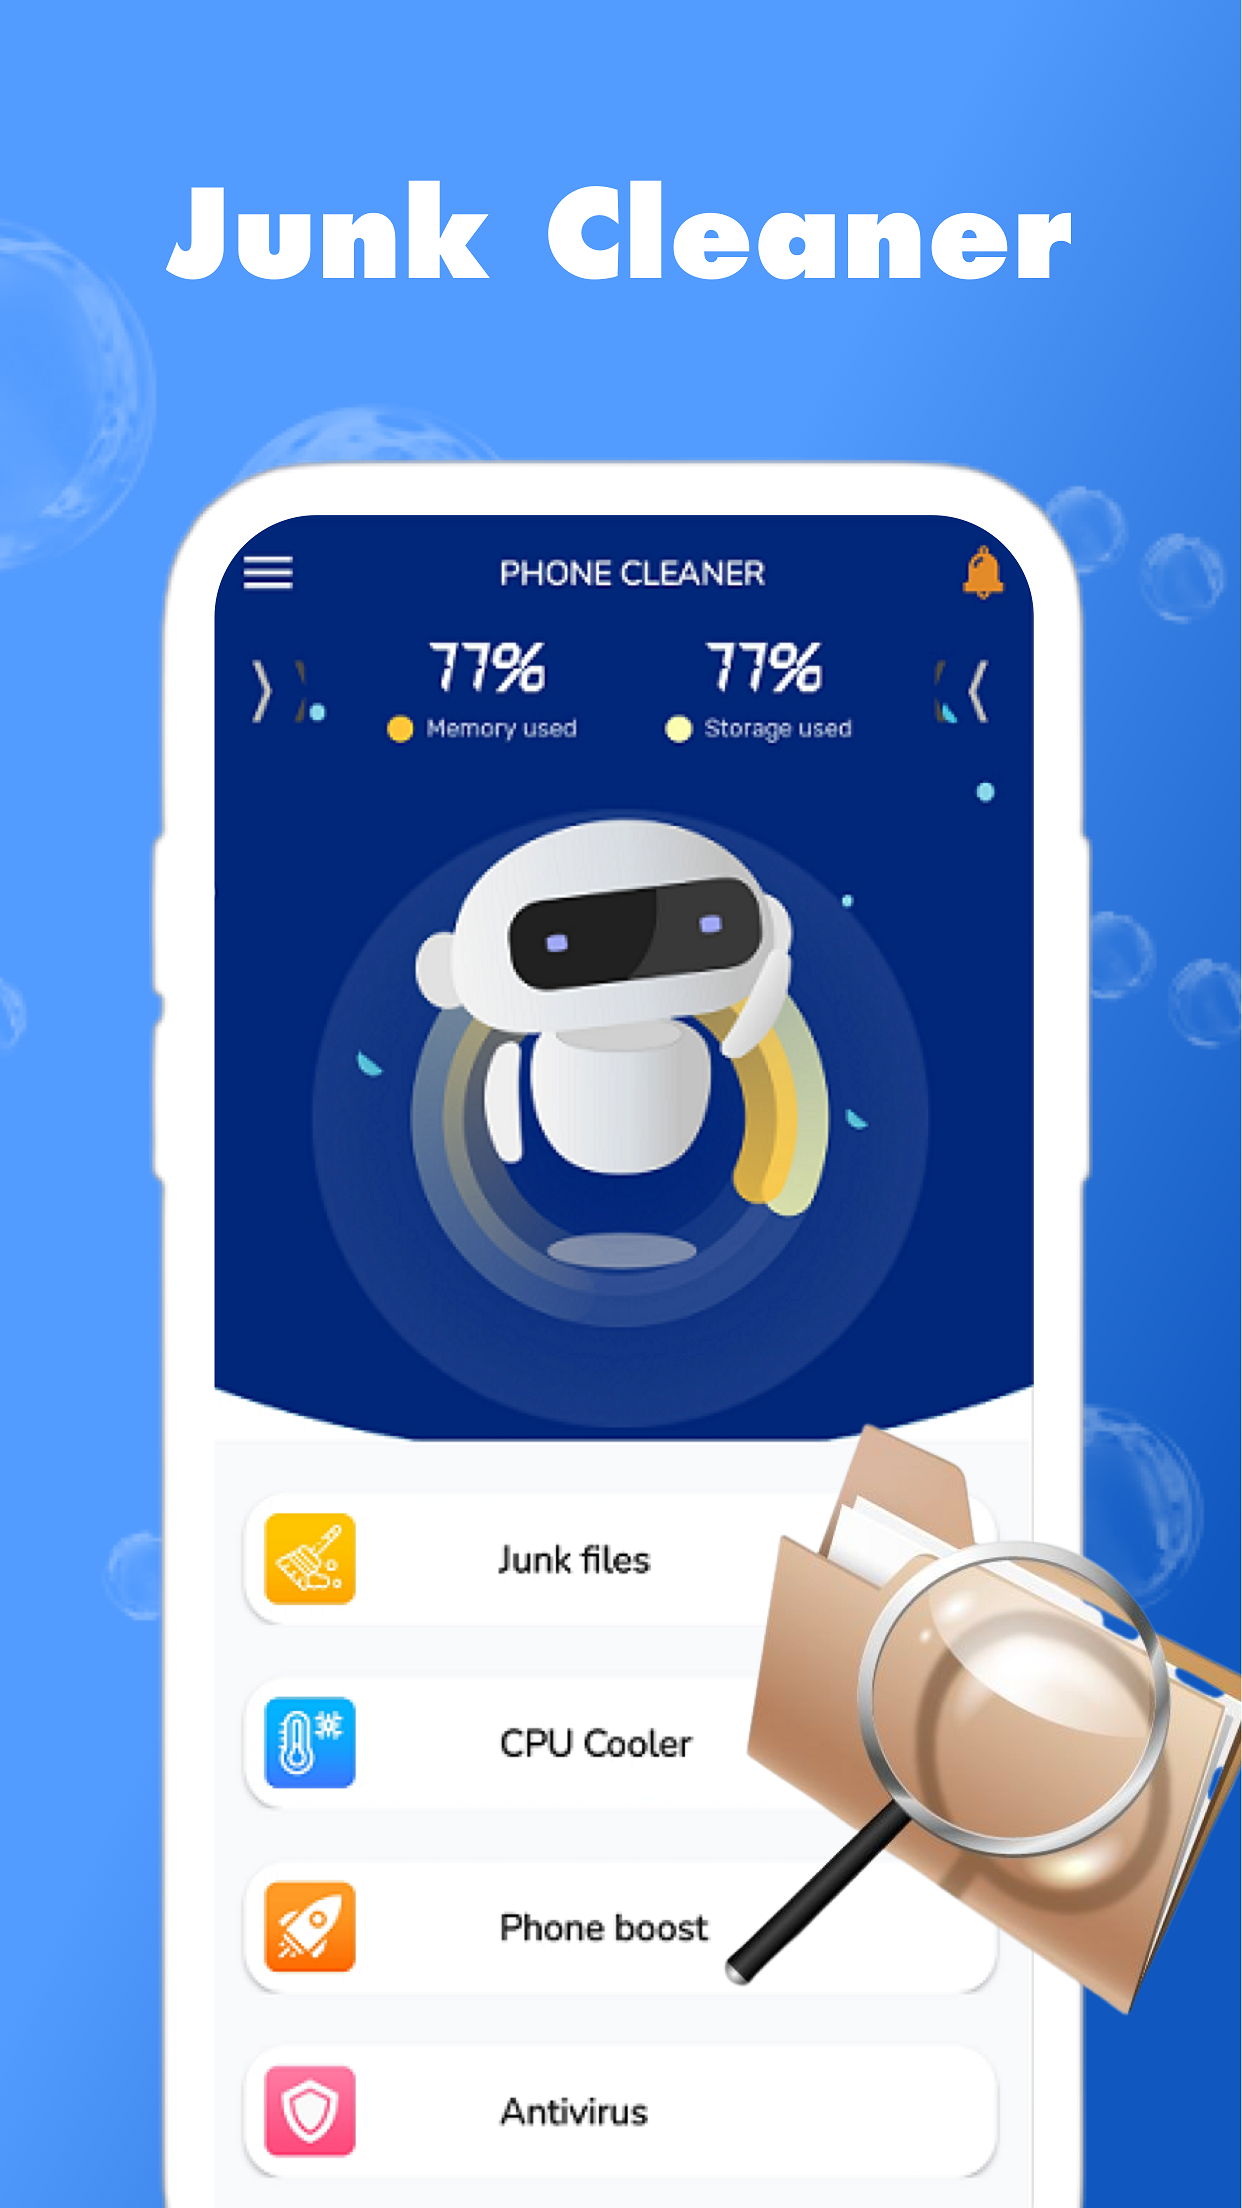 Junk Cleaner
PHONE CLEANER
77% 77%
Memory used Storage used
Junk files
CPU Cooler
Phone boost
Antivirus